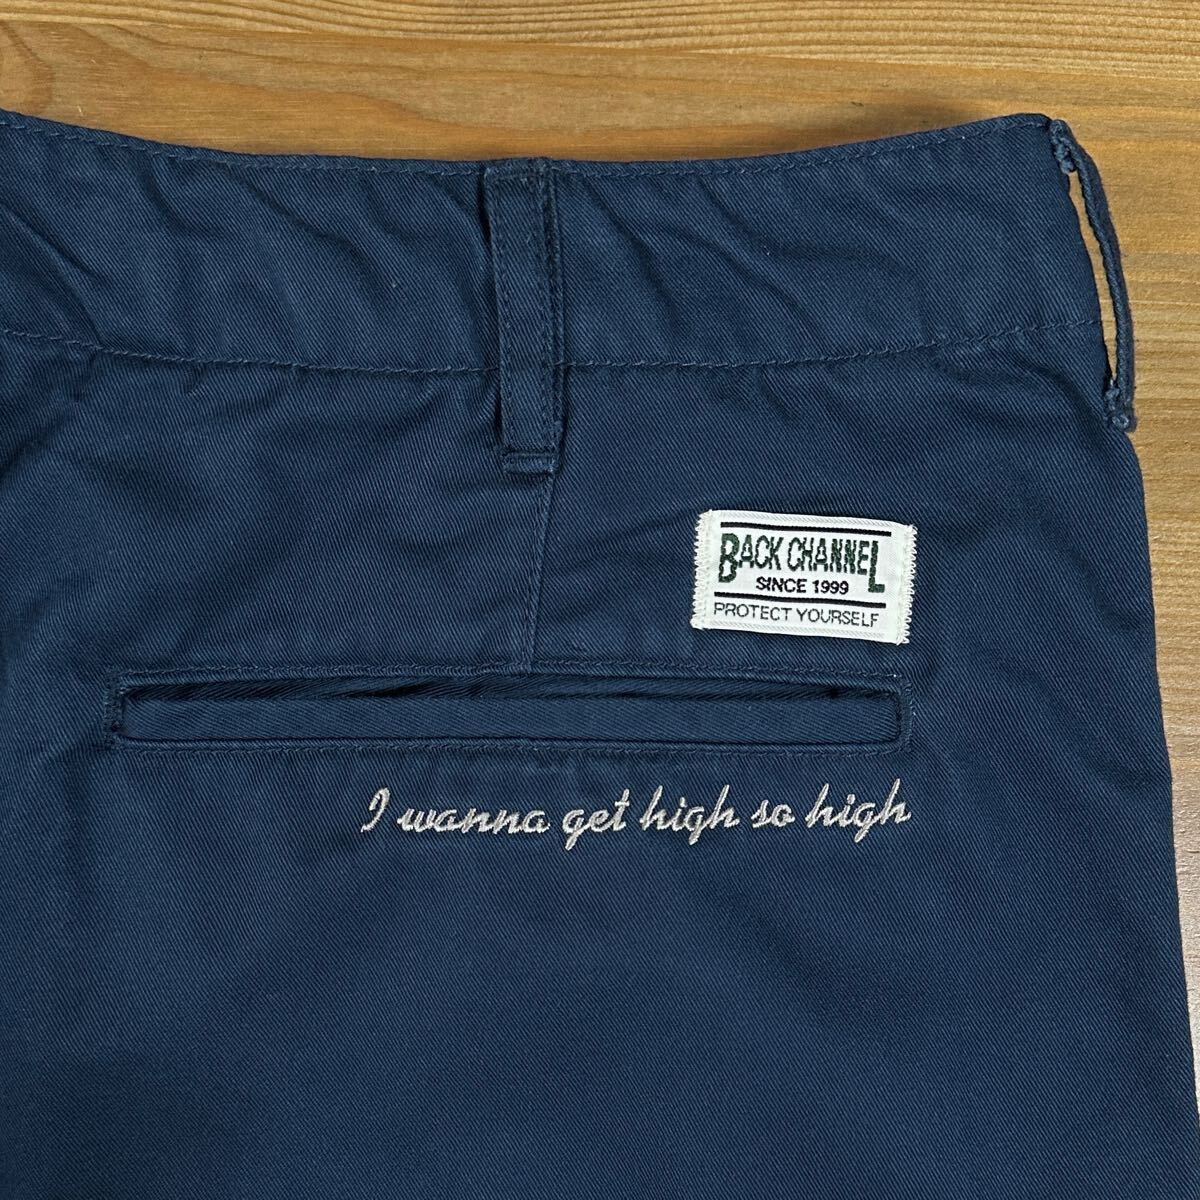 BACK CHANNEL
SINCE 1999
PROTECT YOURSELF
I wanna get high so high